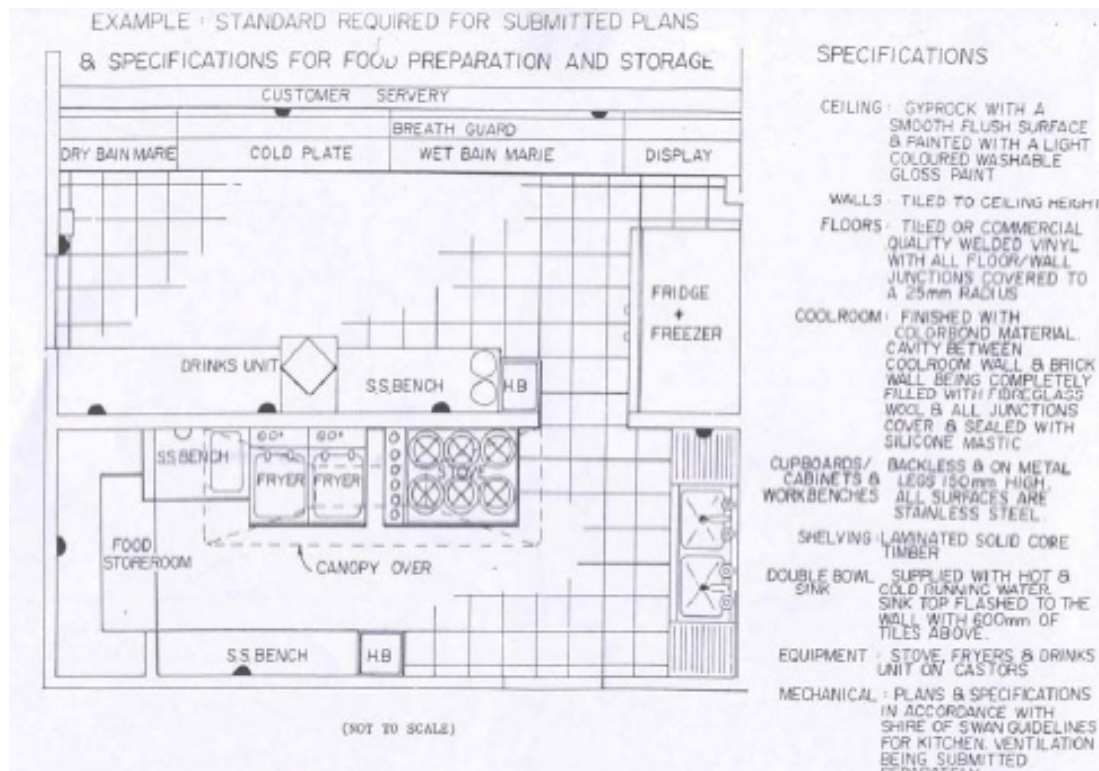 EXAMPLE : STANDARD REQUIRED FOR SUBMITTED PLANS
& SPECIFICATIONS FOR FOOD PREPARATION AND STORAGE
CUSTOMER SERVERY
BREATH GUARD
DRY BAIN MARIE
COLD PLATE
WET BAIN MARIE
DISPLAY
FRIDGE
+
FREEZER
DRINKS UNIT
S.S.BENCH
H.B
S.S.BENCH
FRYER
FRYER
FOOD
STOREROOM
CANOPY OVER
S.S.BENCH
H.B
(NOT TO SCALE)
SPECIFICATIONS
CEILING : GYPROCK WITH A
SMOOTH FLUSH SURFACE
& PAINTED WITH A LIGHT
COLOURED WASHABLE
GLOSS PAINT
WALLS : TILED TO CEILING HEIGHT
FLOORS : TILED OR COMMERCIAL
QUALITY WELDED VINYL
WITH ALL FLOOR/WALL
JUNCTIONS COVERED TO
A 25mm RADIUS
COOLROOM : FINISHED WITH
COLORBOND MATERIAL.
CAVITY BETWEEN
COOLROOM WALL & BRICK
WALL BEING COMPLETELY
FILLED WITH FIBREGLASS
WOOL & ALL JUNCTIONS
COVER & SEALED WITH
SILICONE MASTIC
CUPBOARDS/ BACKLESS & ON METAL
CABINETS & LEGS 150mm HIGH.
WORKBENCHES ALL SURFACES ARE
STAINLESS STEEL.
SHELVING : LAMINATED SOLID CORE
TIMBER
DOUBLE BOWL SUPPLIED WITH HOT &
SINK COLD RUNNING WATER.
SINK TOP FLASHED TO THE
WALL WITH 600mm OF
TILES ABOVE.
EQUIPMENT : STOVE, FRYERS & DRINKS
UNIT ON CASTORS
MECHANICAL : PLANS & SPECIFICATIONS
IN ACCORDANCE WITH
SHIRE OF SWAN GUIDELINES
FOR KITCHEN. VENTILATION
BEING SUBMITTED